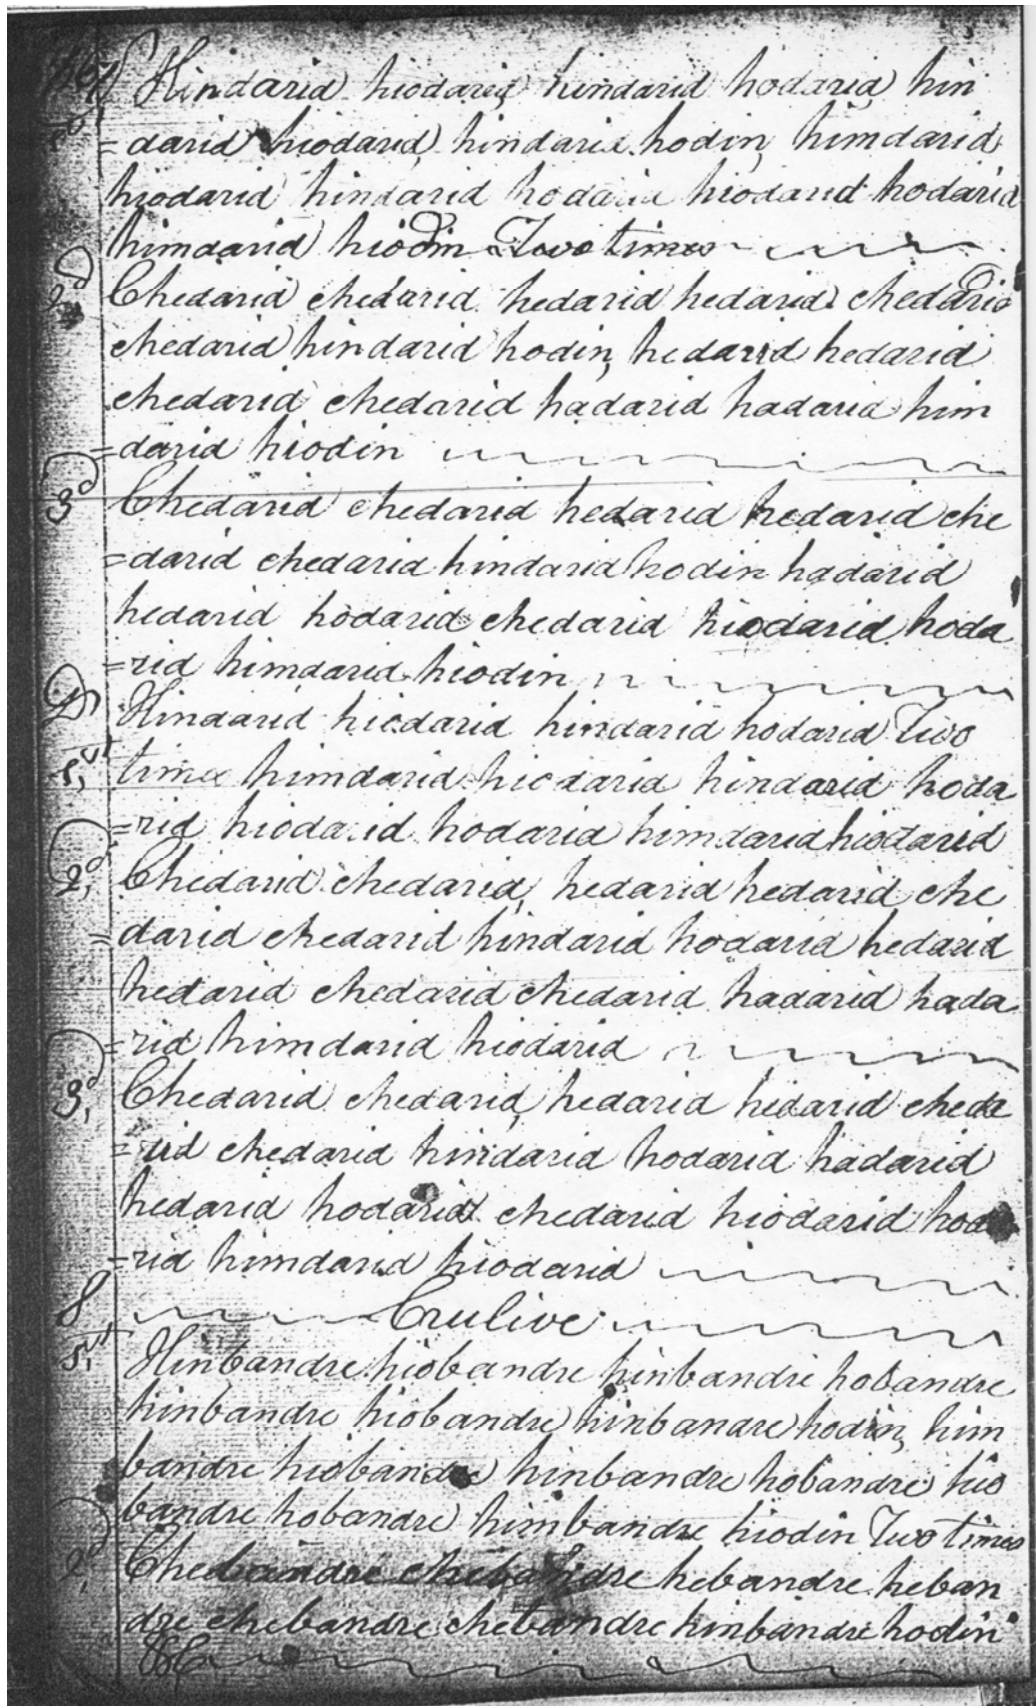 Hindarid hiodarid hindarid hodarid, hin
=darid hiodarid, hindarid hodin, himdarid
hiodarid hindarid hodarid hiodarid hodarid
himdarid hiodin Two times
2d Chedarid chedarid hedarid hedarid chedarid
chedarid hindarid hodin, hedarid hedarid
chedarid chedarid hadarid hadarid him
=darid hiodin
3d Chedarid chedarid hedarid hedarid che
=darid chedarid hindarid hodin hadarid
hedarid hodarid chedarid hiodarid hoda
=rid himdarid hiodin
D
1st, Hindarid hiodarid hindarid hodarid Two
times himdarid hiodarid hindarid hoda
=rid hiodarid hodarid himdarid hiodarid
2d, Chedarid chedarid, hedarid hedarid che
=darid chedarid hindarid hodarid hedarid
hedarid chedarid chedarid hadarid hada
=rid himdarid hiodarid
3d, Chedarid chedarid, hedarid hedarid cheda
=rid chedarid hindarid hodarid hadarid
hedarid hodarid chedarid hiodarid hoda
=rid himdarid hiodarid
8 Crulive
1st, Hinbandre hiobandre hinbandre hobandre
hinbandre hiobandre hinbandre hodin, him
bandre hiobandre hinbandre hobandre hio
bandre hobandre himbandre hiodin Two times
2d, Chebandre chebandre hebandre heban
dre chebandre chebandre hinbandre hodin